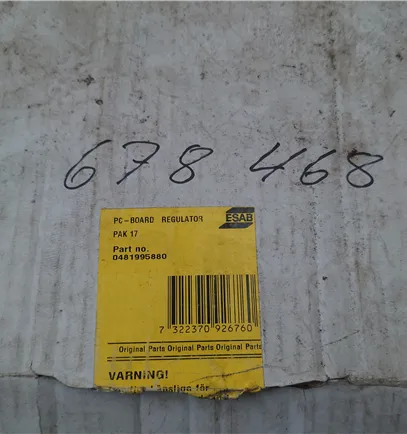 678 468
PC-BOARD REGULATOR
ESAB
PAK 17
Part no.
0481995880
7 322370 926760
Original Parts Original Parts Original Parts
VARNING!